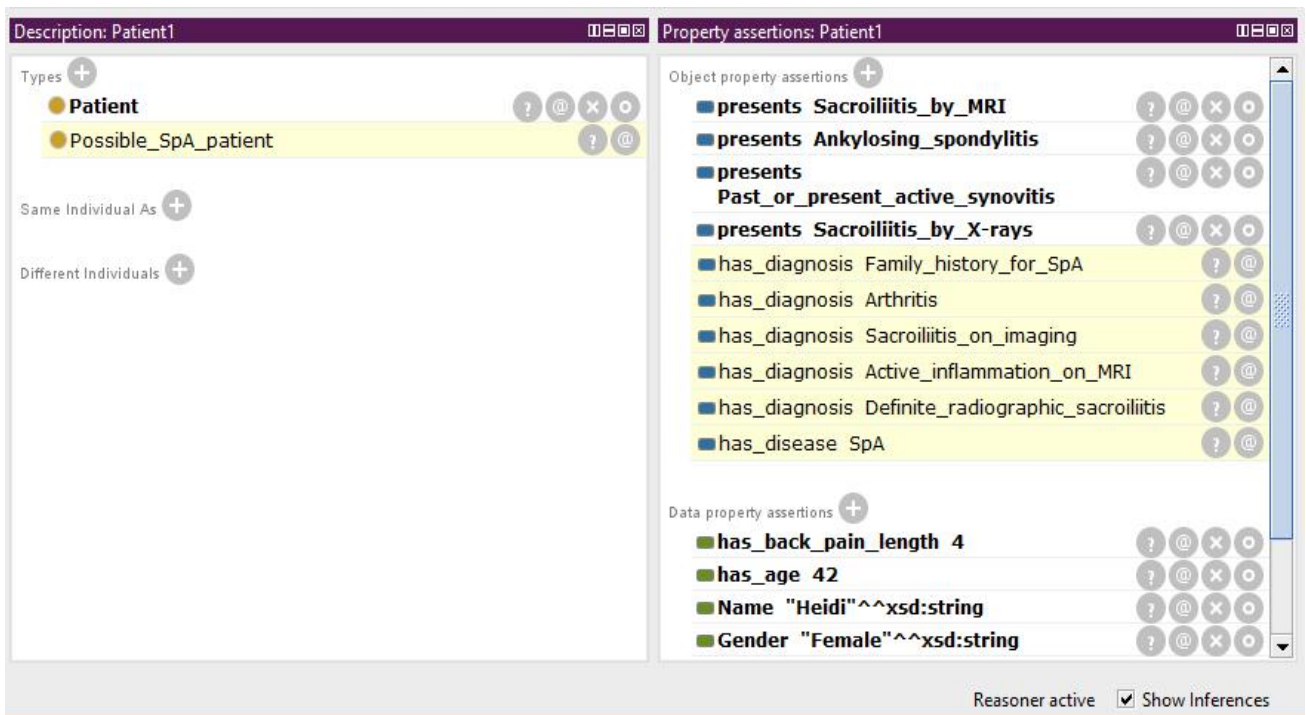 Description: Patient1
Types
Patient
Possible_SpA_patient
Same Individual As
Different Individuals
Property assertions: Patient1
Object property assertions
presents Sacroiliitis_by_MRI
presents Ankylosing_spondylitis
presents
Past_or_present_active_synovitis
presents Sacroiliitis_by_X-rays
has_diagnosis Family_history_for_SpA
has_diagnosis Arthritis
has_diagnosis Sacroiliitis_on_imaging
has_diagnosis Active_inflammation_on_MRI
has_diagnosis Definite_radiographic_sacroiliitis
has_disease SpA
Data property assertions
has_back_pain_length 4
has_age 42
Name "Heidi"^^xsd:string
Gender "Female"^^xsd:string
Reasoner active Show Inferences